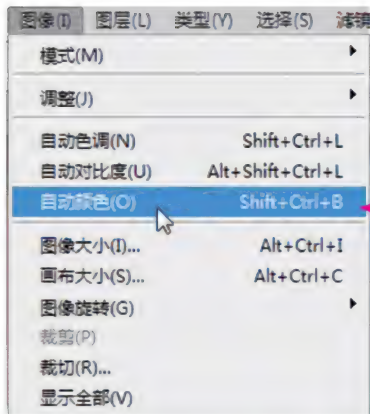 图像(I) 图层(L) 类型(Y) 选择(S) 滤镜
模式(M)
调整(J)
自动色调(N) Shift+Ctrl+L
自动对比度(U) Alt+Shift+Ctrl+L
自动颜色(O) Shift+Ctrl+B
图像大小(I)... Alt+Ctrl+I
画布大小(S)... Alt+Ctrl+C
图像旋转(G)
裁剪(P)
裁切(R)...
显示全部(V)